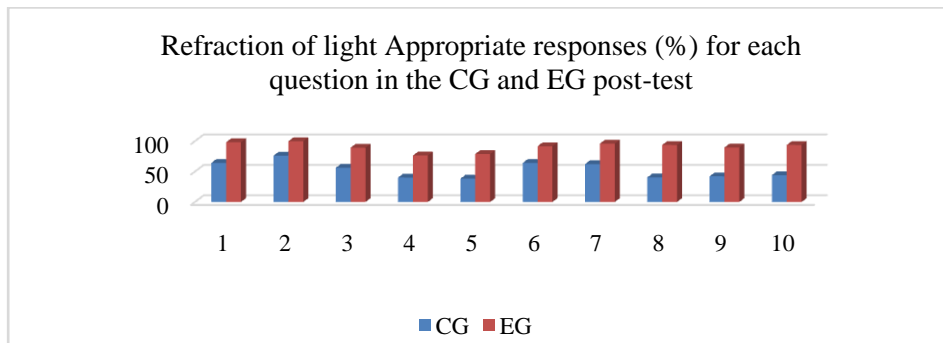 Refraction of light Appropriate responses (%) for each
question in the CG and EG post-test
100
50
0
1 2 3 4 5 6 7 8 9 10
CG EG